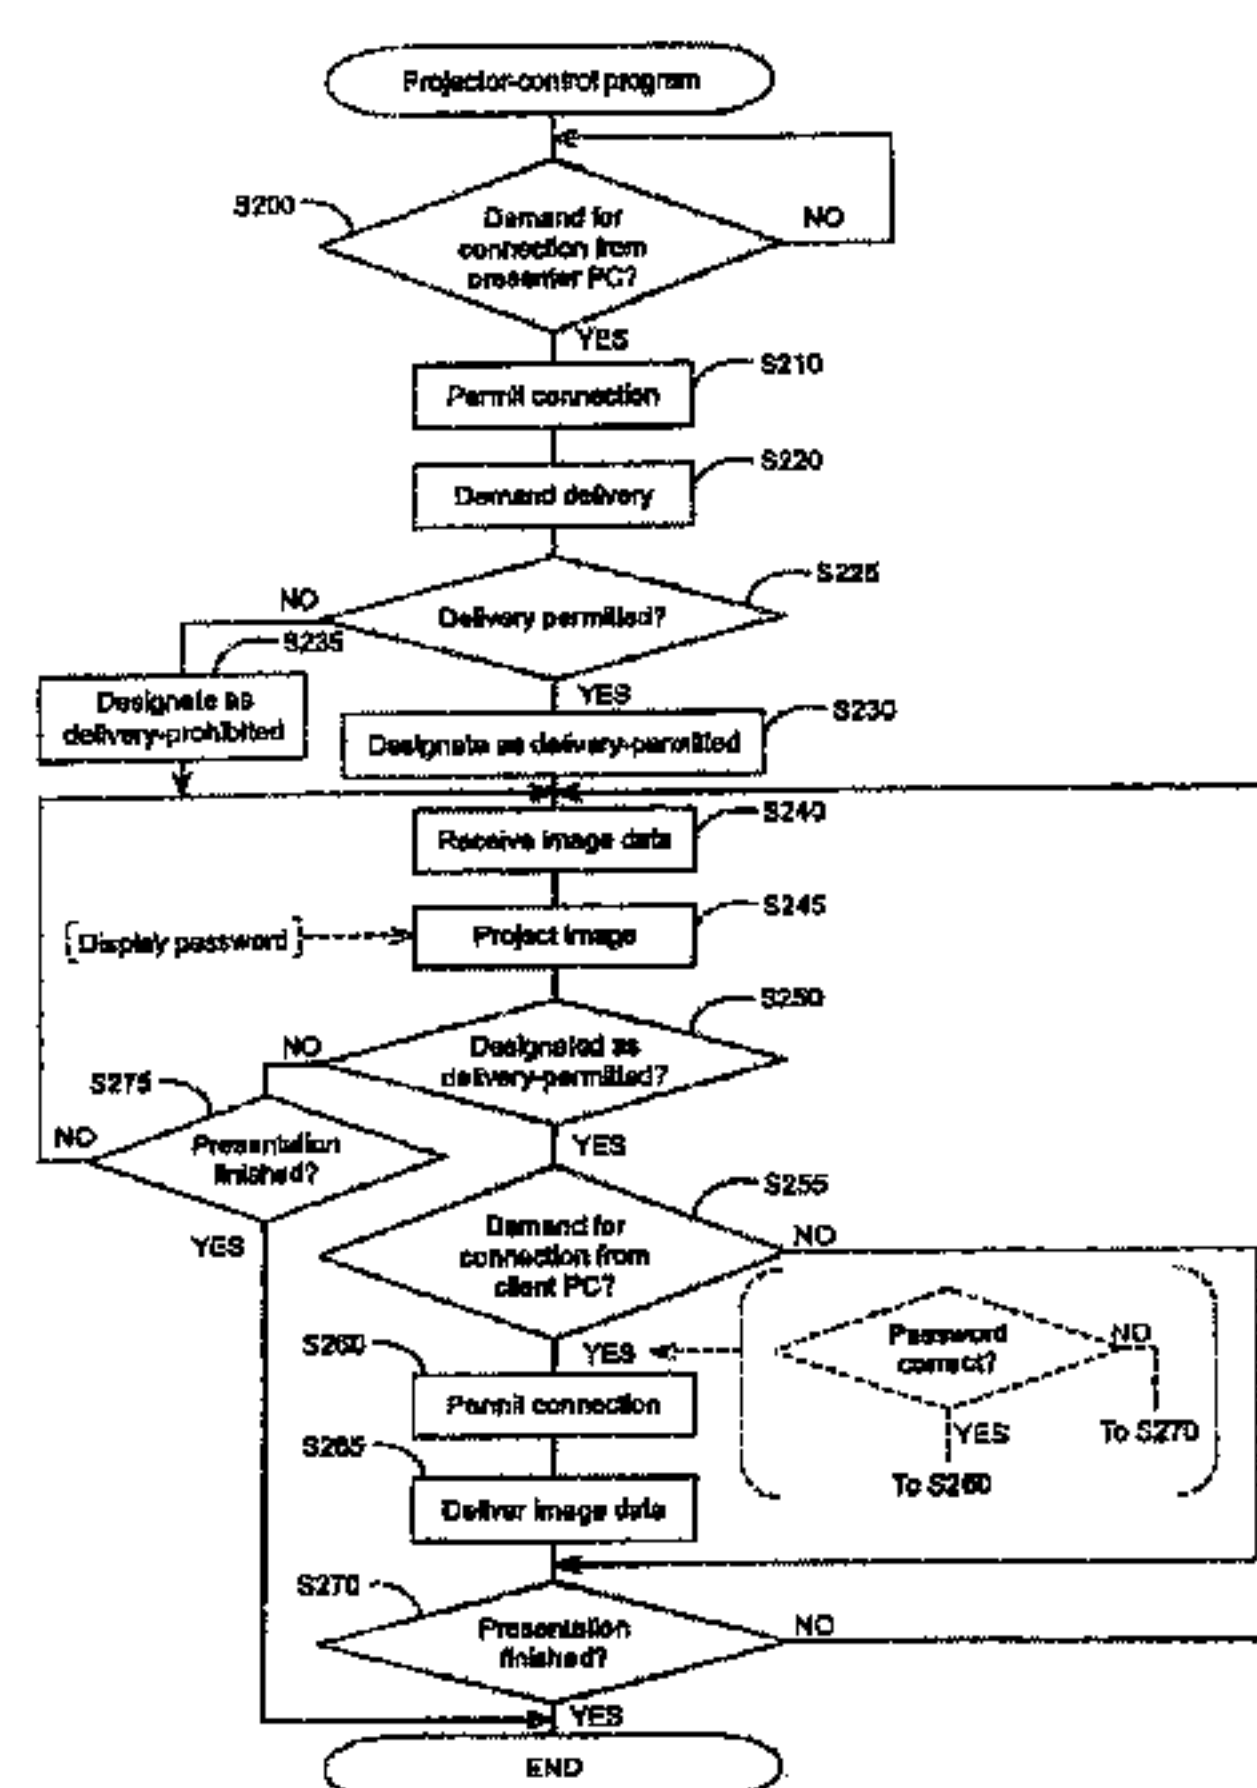 Projector-control program
S200
Demand for
connection from
presenter PC?
NO
YES
S210
Permit connection
S220
Demand delivery
S225
NO
Delivery permitted?
S235
YES
Designate as
delivery-prohibited
S230
Designate as delivery-permitted
S240
Receive image data
S245
[Display password]
Project image
S250
NO
Designated as
delivery-permitted?
S275
NO
Presentation
finished?
YES
YES
S255
Demand for
connection from
client PC?
NO
Password
correct?
NO
YES
To S270
To S260
S260
YES
Permit connection
S265
Deliver image data
S270
Presentation
finished?
NO
YES
END